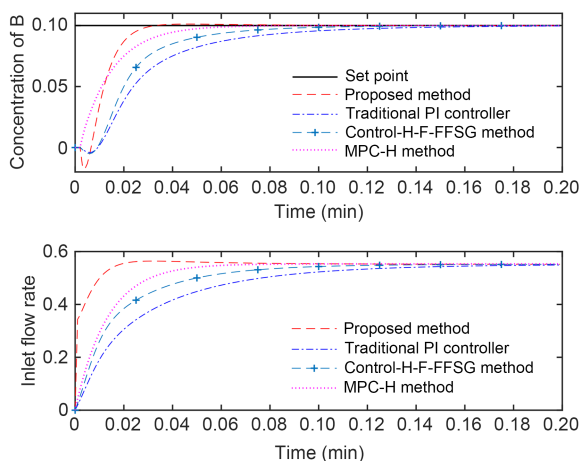 0.10
0
Concentration of B
Set point
Proposed method
Traditional PI controller
Control-H-F-FFSG method
MPC-H method
0 0.02 0.04 0.06 0.08 0.10 0.12 0.14 0.16 0.18 0.20
Time (min)
0.6
0.4
0.2
0
Inlet flow rate
Proposed method
Traditional PI controller
Control-H-F-FFSG method
MPC-H method
0 0.02 0.04 0.06 0.08 0.10 0.12 0.14 0.16 0.18 0.20
Time (min)